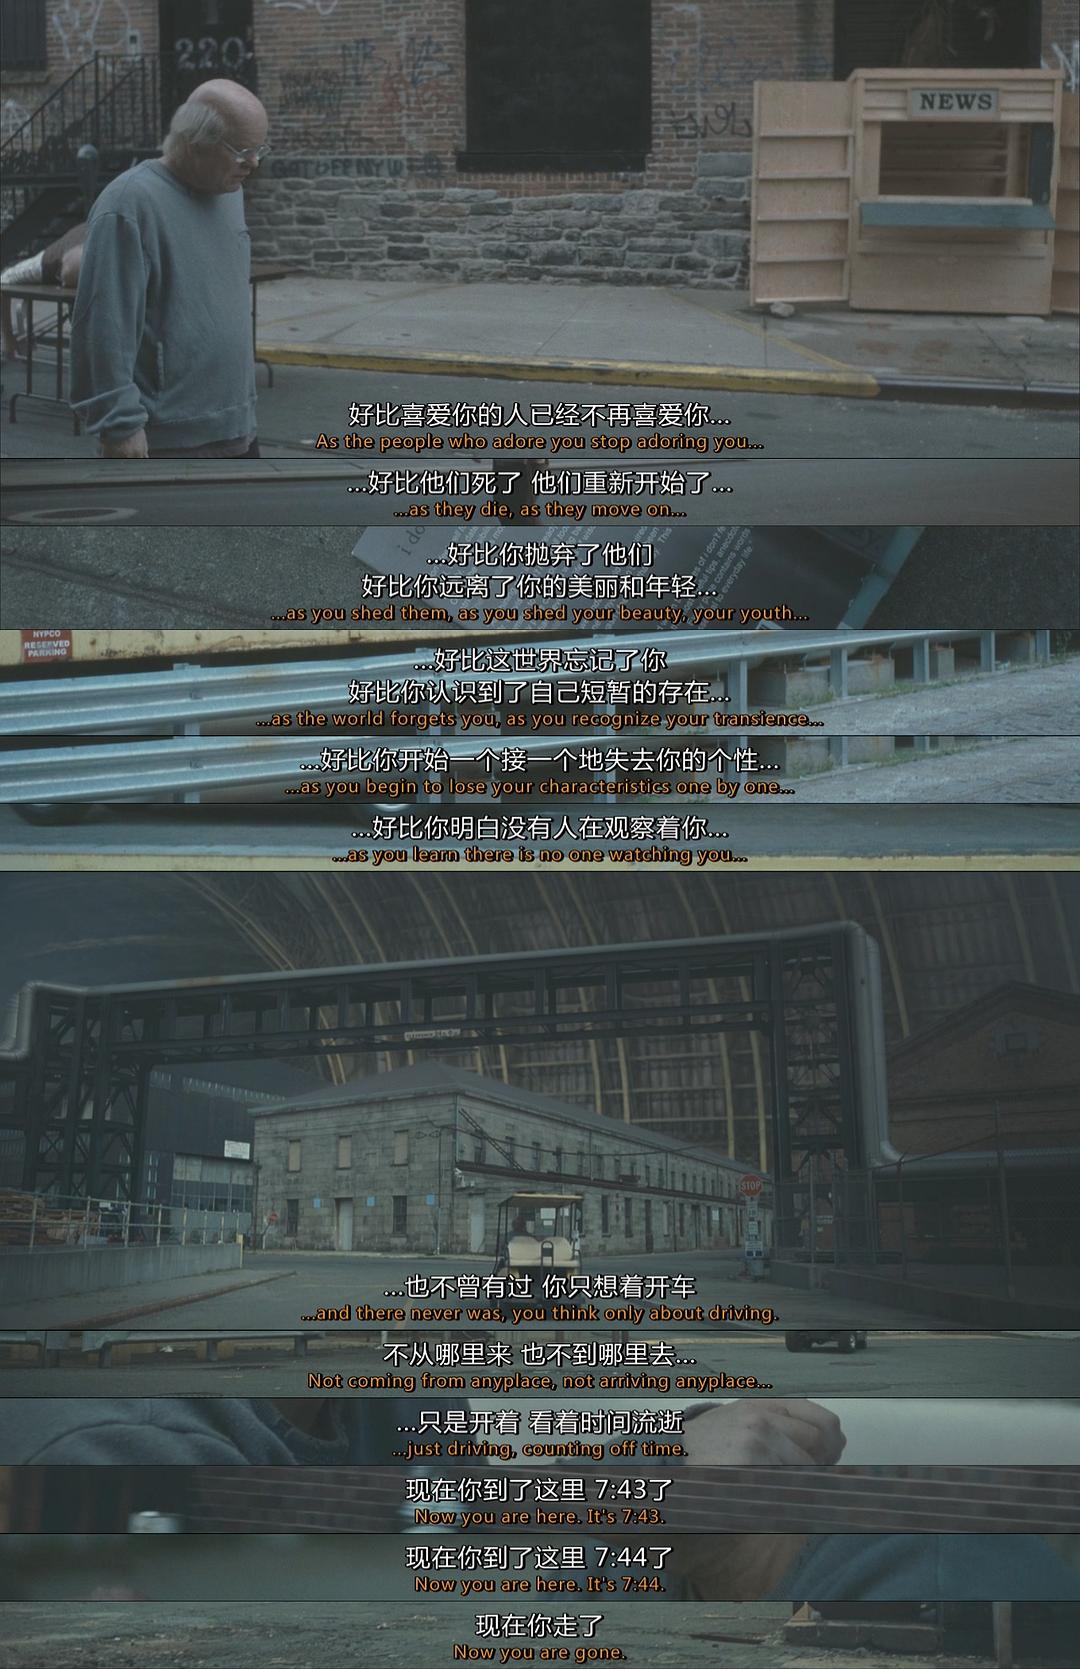 220
NEWS
好比喜爱你的人已经不再喜爱你...
As the people who adore you stop adoring you...
...好比他们死了 他们重新开始了...
...as they die, as they move on...
i do
...好比你抛弃了他们
好比你远离了你的美丽和年轻...
...as you shed them, as you shed your beauty, your youth...
NYPCO
RESERVED
PARKING
...好比这世界忘记了你
好比你认识到了自己短暂的存在...
...as the world forgets you, as you recognize your transience...
...好比你开始一个接一个地失去你的个性...
...as you begin to lose your characteristics one by one...
...好比你明白没有人在观察着你...
...as you learn there is no one watching you...
STOP
...也不曾有过 你只想着开车
...and there never was, you think only about driving.
不从哪里来 也不到哪里去...
Not coming from anyplace, not arriving anyplace...
...只是开着 看着时间流逝
...just driving, counting off time.
现在你到了这里 7:43了
Now you are here. It's 7:43.
现在你到了这里 7:44了
Now you are here. It's 7:44.
现在你走了
Now you are gone.